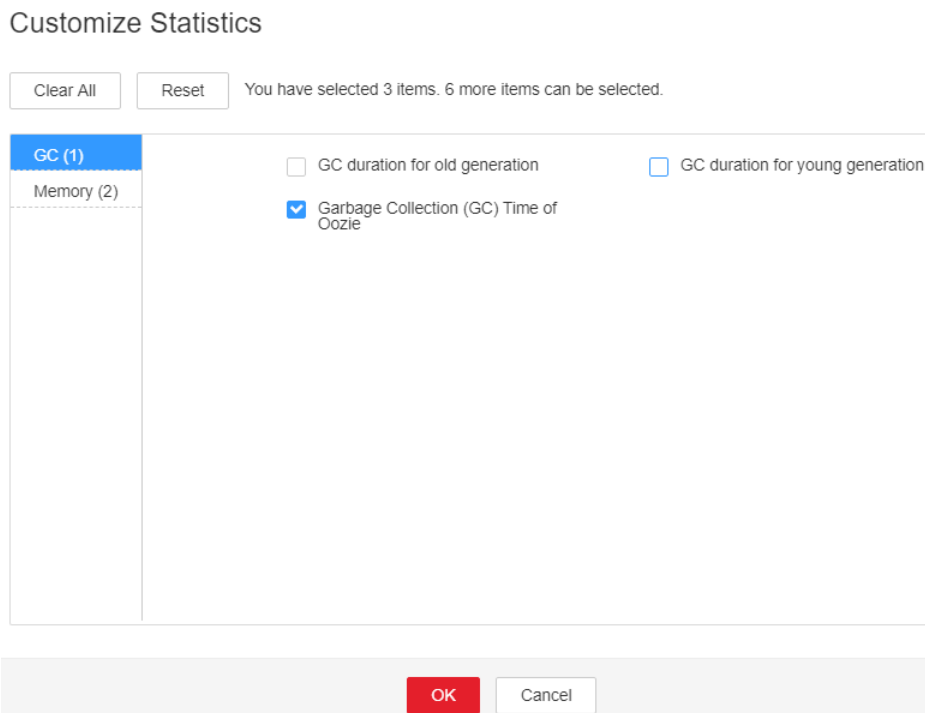 Customize Statistics
Clear All Reset You have selected 3 items. 6 more items can be selected.
GC (1) GC duration for old generation GC duration for young generation
Memory (2) Garbage Collection (GC) Time of
Oozie
OK Cancel